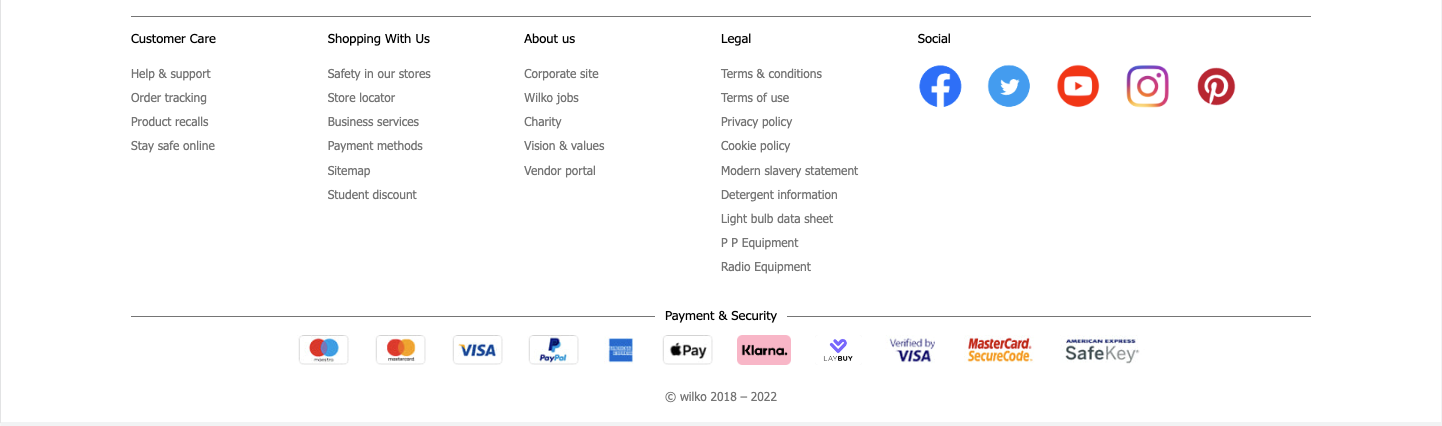 Customer Care
Help & support
Order tracking
Product recalls
Stay safe online
Shopping With Us
Safety in our stores
Store locator
Business services
Payment methods
Sitemap
Student discount
About us
Corporate site
Wilko jobs
Charity
Vision & values
Vendor portal
Legal
Terms & conditions
Terms of use
Privacy policy
Cookie policy
Modern slavery statement
Detergent information
Light bulb data sheet
P P Equipment
Radio Equipment
Social
Payment & Security
maestro
mastercard
VISA
PayPal
AMERICAN EXPRESS
Pay
Klarna.
LAYBUY
Verified by
VISA
MasterCard.
SecureCode.
AMERICAN EXPRESS
SafeKey®
© wilko 2018 – 2022